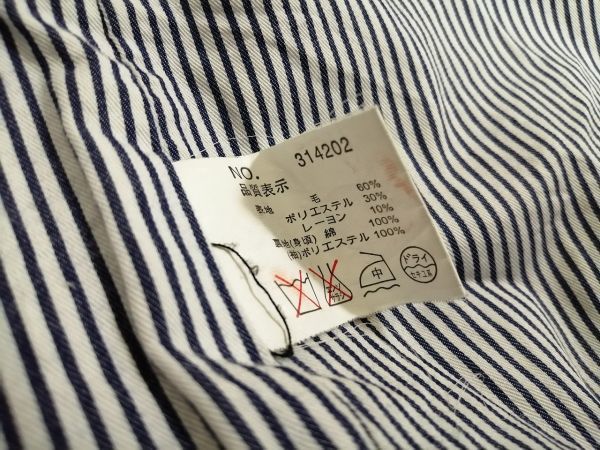 NO. 314202
品質表示
表地 毛 60%
ポリエステル 30%
レーヨン 10%
裏地(身頃) 綿 100%
(袖)ポリエステル 100%
中
ドライ
セキユ系